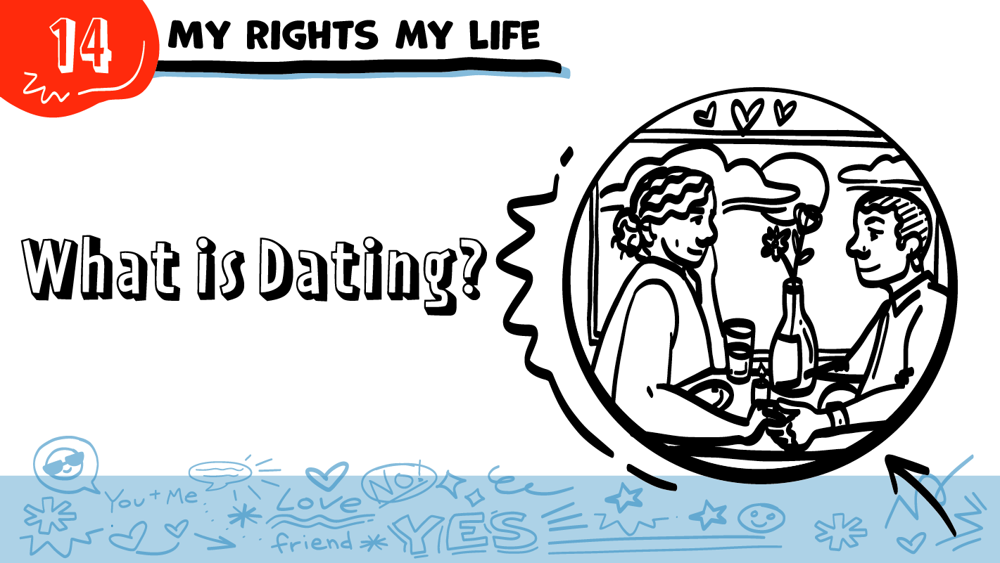 14
MY RIGHTS MY LIFE
What is Dating?
You + Me
Love
NO!
friend
YES
NO